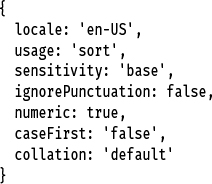 {
  locale: 'en-US',
  usage: 'sort',
  sensitivity: 'base',
  ignorePunctuation: false,
  numeric: true,
  caseFirst: 'false',
  collation: 'default'
}